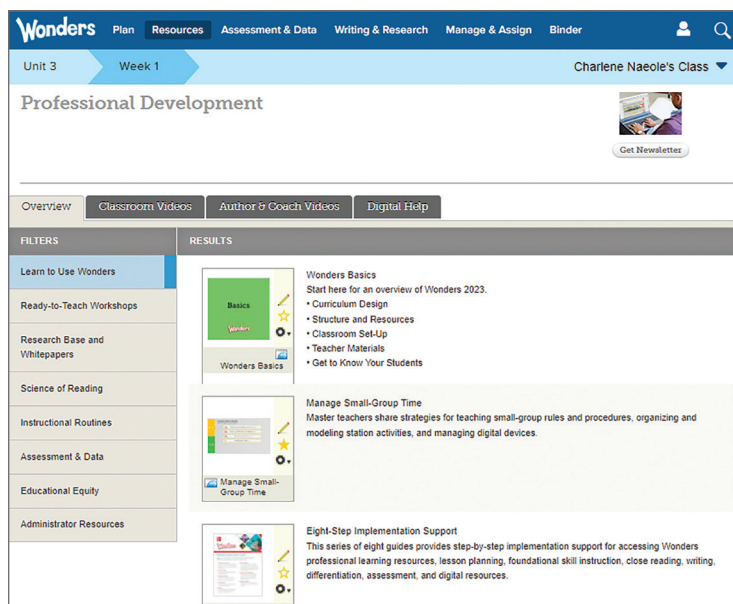 Wonders Plan Resources Assessment & Data Writing & Research Manage & Assign Binder
Unit 3 Week 1 Charlene Naeole's Class
Professional Development
Get Newsletter
Overview Classroom Videos Author & Coach Videos Digital Help
FILTERS
Learn to Use Wonders
Ready-to-Teach Workshops
Research Base and
Whitepapers
Science of Reading
Instructional Routines
Assessment & Data
Educational Equity
Administrator Resources
RESULTS
Basics
Wonders
Wonders Basics
Wonders Basics
Start here for an overview of Wonders 2023.
• Curriculum Design
• Structure and Resources
• Classroom Set-Up
• Teacher Materials
• Get to Know Your Students
Manage Small-
Group Time
Manage Small-Group Time
Master teachers share strategies for teaching small-group rules and procedures, organizing and
modeling station activities, and managing digital devices.
Eight-Step Implementation Support
This series of eight guides provides step-by-step implementation support for accessing Wonders
professional learning resources, lesson planning, foundational skill instruction, close reading, writing,
differentiation, assessment, and digital resources.